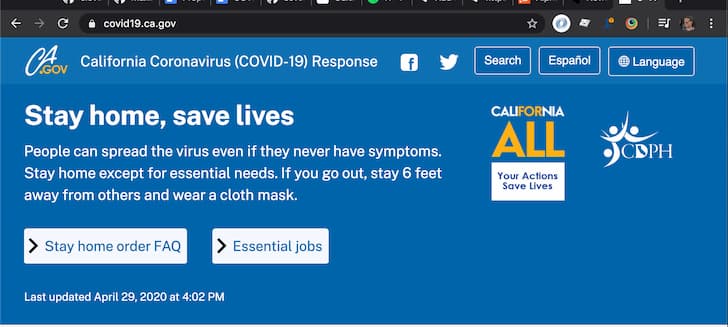 covid19.ca.gov
CA
.GOV
California Coronavirus (COVID-19) Response
Search
Español
Language
Stay home, save lives
People can spread the virus even if they never have symptoms.
Stay home except for essential needs. If you go out, stay 6 feet
away from others and wear a cloth mask.
CALIFORNIA
ALL
Your Actions
Save Lives
CDPH
Stay home order FAQ
Essential jobs
Last updated April 29, 2020 at 4:02 PM